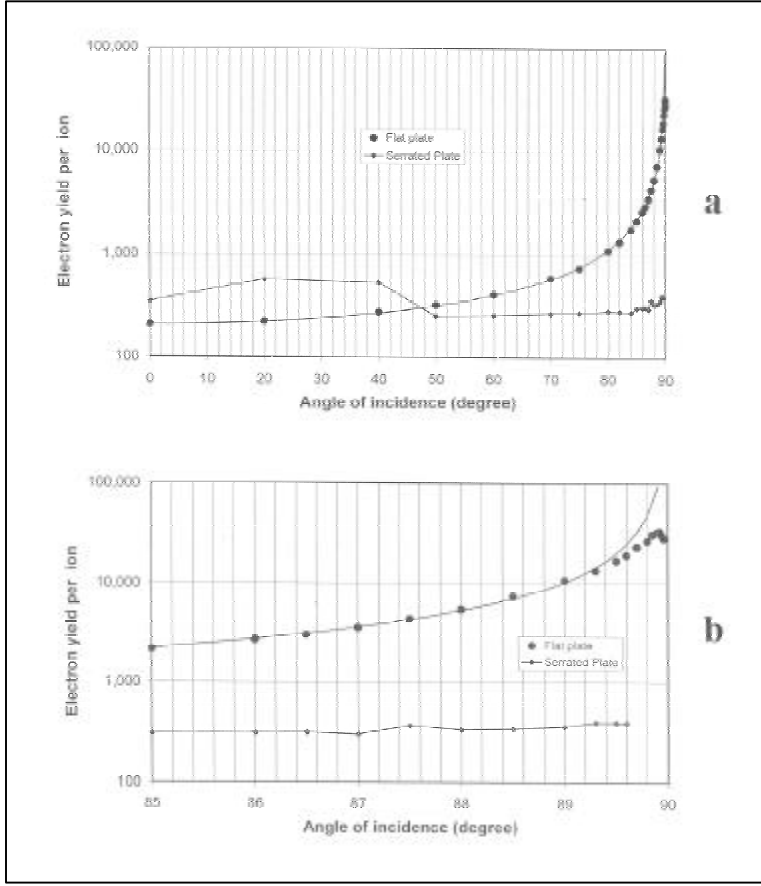 100,000
10,000
1,000
100
Electron yield per ion
Flat plate
Serrated Plate
0 10 20 30 40 50 60 70 80 90
Angle of incidence (degree)
a
100,000
10,000
1,000
100
Electron yield per ion
Flat plate
Serrated Plate
85 86 87 88 89 90
Angle of incidence (degree)
b